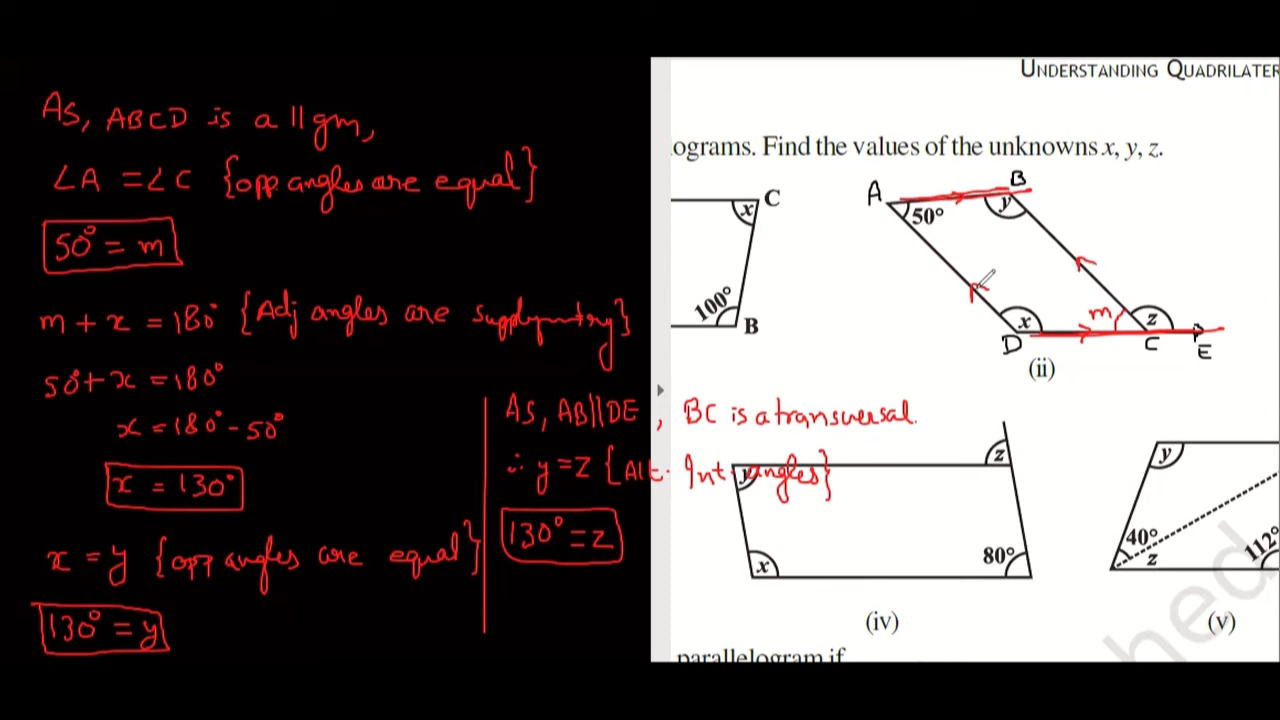 As, ABCD is a ||gm,
∠A = ∠C {opp angles are equal}
50° = m
m + x = 180° {Adj angles are supplymentry}
50° + x = 180°
x = 180° - 50°
x = 130°
x = y {opp angles are equal}
130° = y
As, AB||DE , BC is a transversal.
∴ y = z {Alt. Int. angles}
130° = z
UNDERSTANDING QUADRILATER
ograms. Find the values of the unknowns x, y, z.
C
x
100°
B
A
B
50°
y
m
x
z
D
C
E
(ii)
y
z
x
80°
(iv)
y
40°
z
112°
(v)
hed
parallelogram if